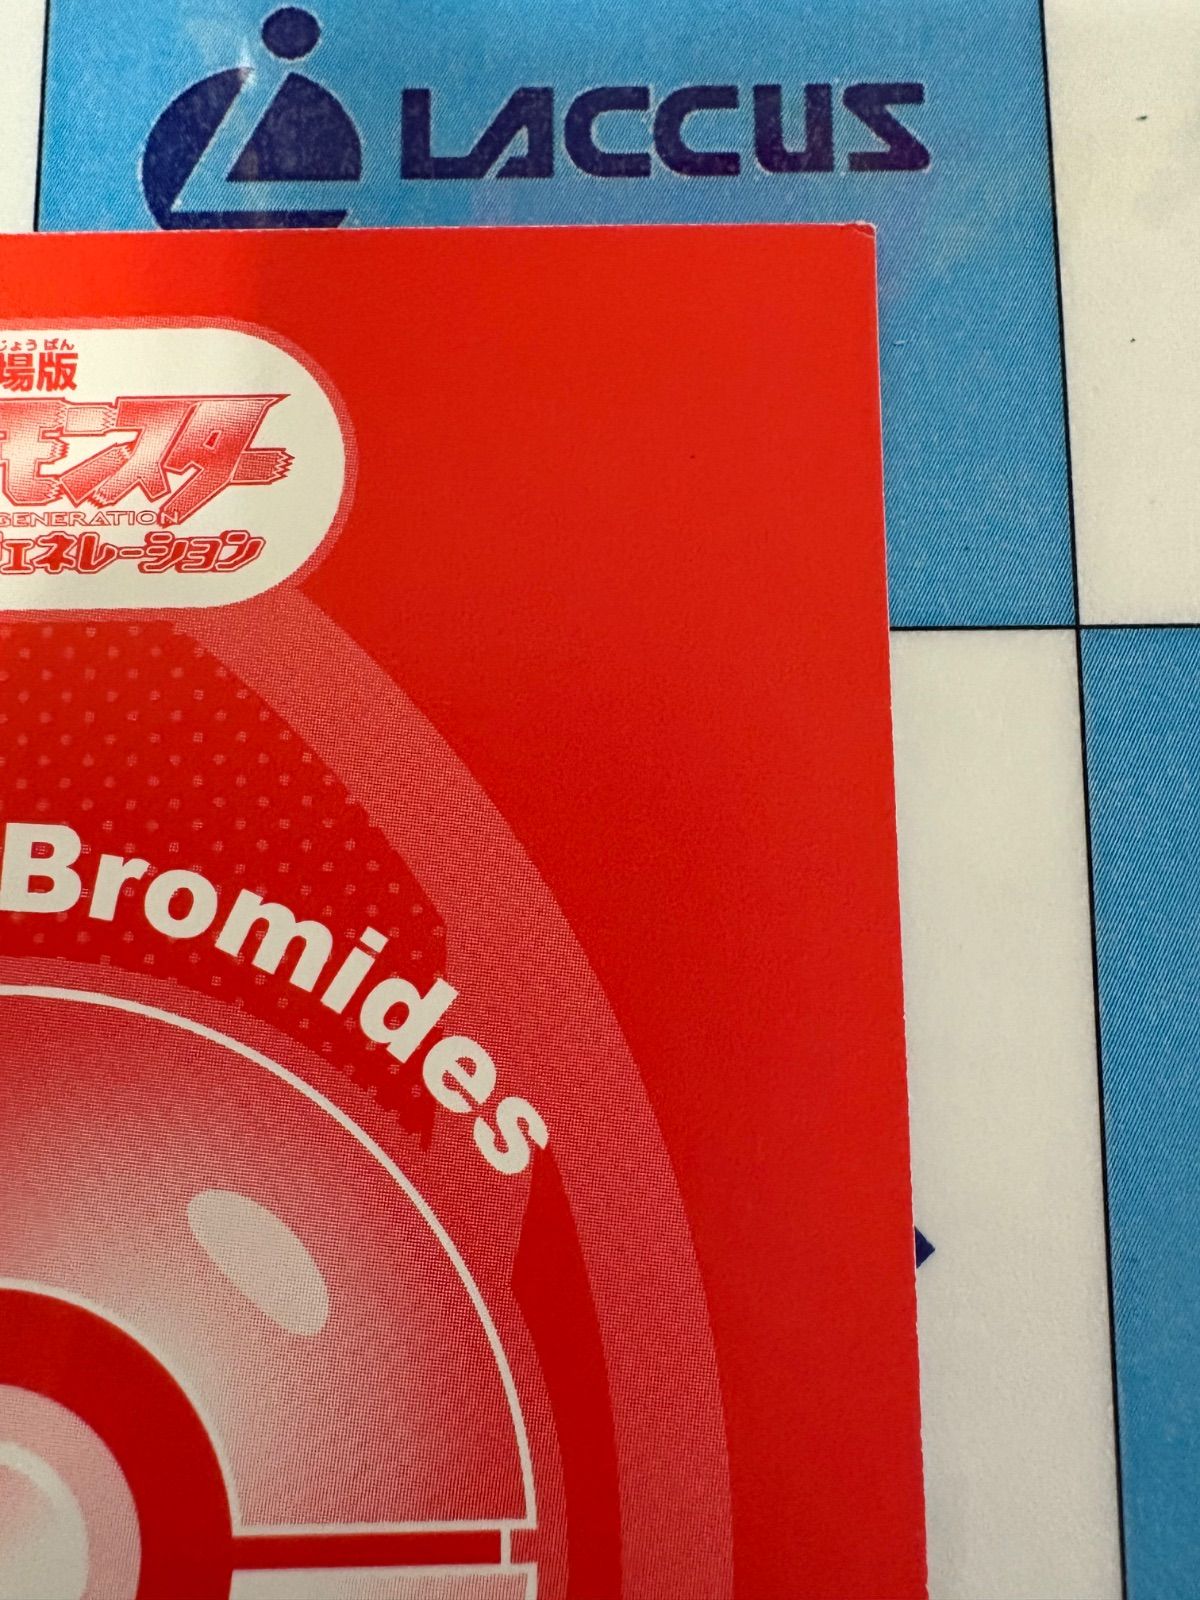 LACCUS
じょうばん
場版
モンスター
GENERATION
ジェネレーション
Bromides